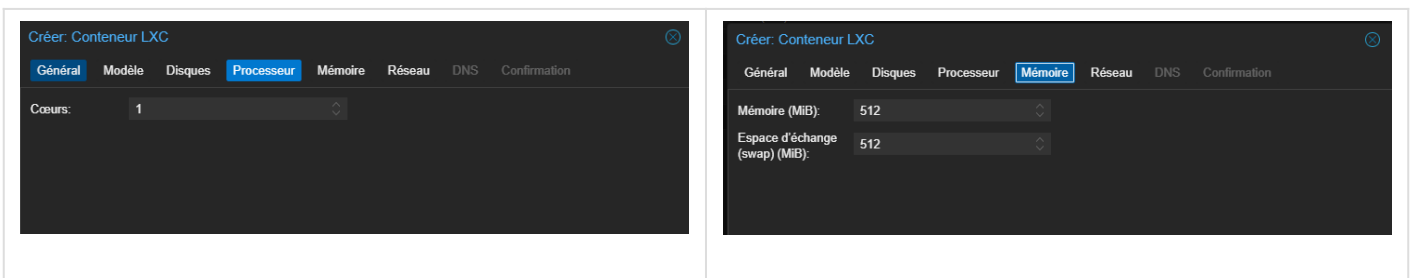 Créer: Conteneur LXC
Général Modèle Disques Processeur Mémoire Réseau DNS Confirmation
Cœurs: 1
Créer: Conteneur LXC
Général Modèle Disques Processeur Mémoire Réseau DNS Confirmation
Mémoire (MiB): 512
Espace d'échange
(swap) (MiB): 512